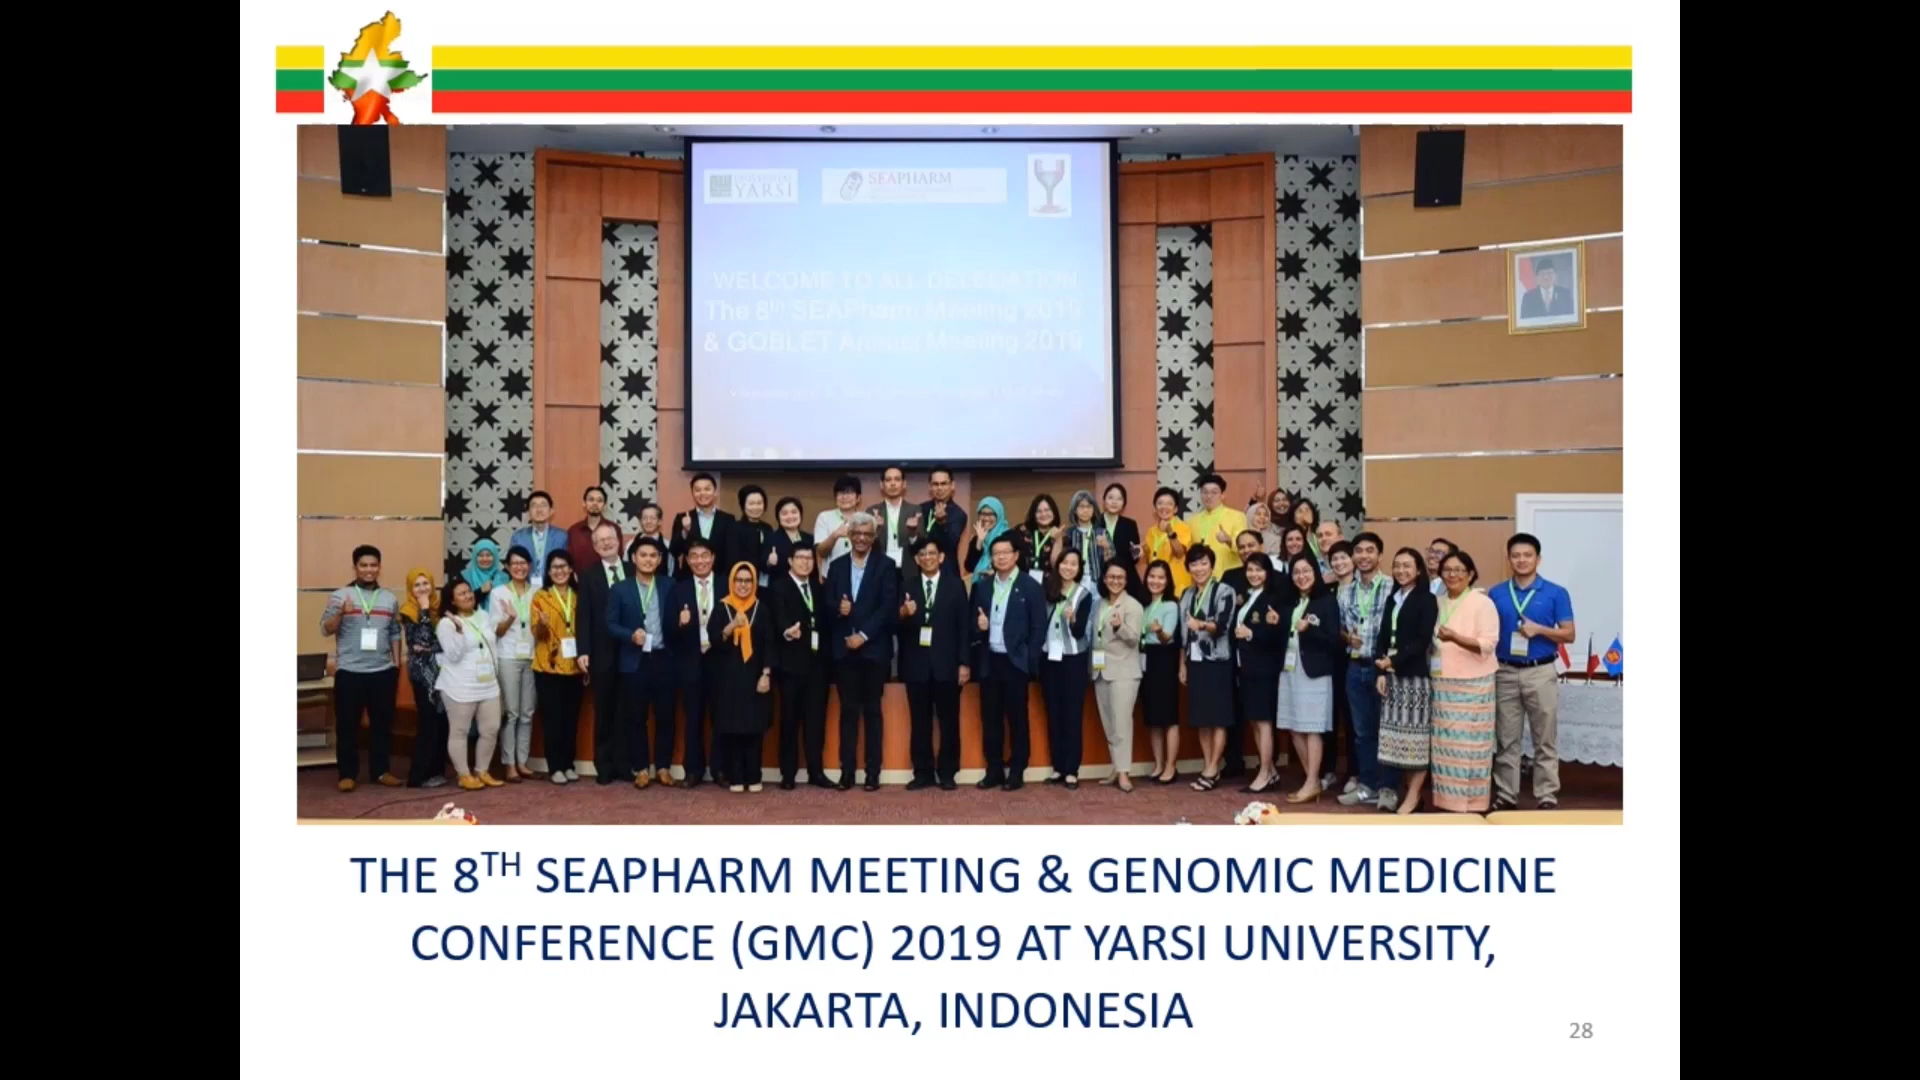 UNIVERSITAS
YARSI
SEAPHARM
WELCOME TO ALL DELEGATION
The 8th SEAPharm Meeting 2019
& GOBLET Annual Meeting 2019
THE 8TH SEAPHARM MEETING & GENOMIC MEDICINE
CONFERENCE (GMC) 2019 AT YARSI UNIVERSITY,
JAKARTA, INDONESIA
28